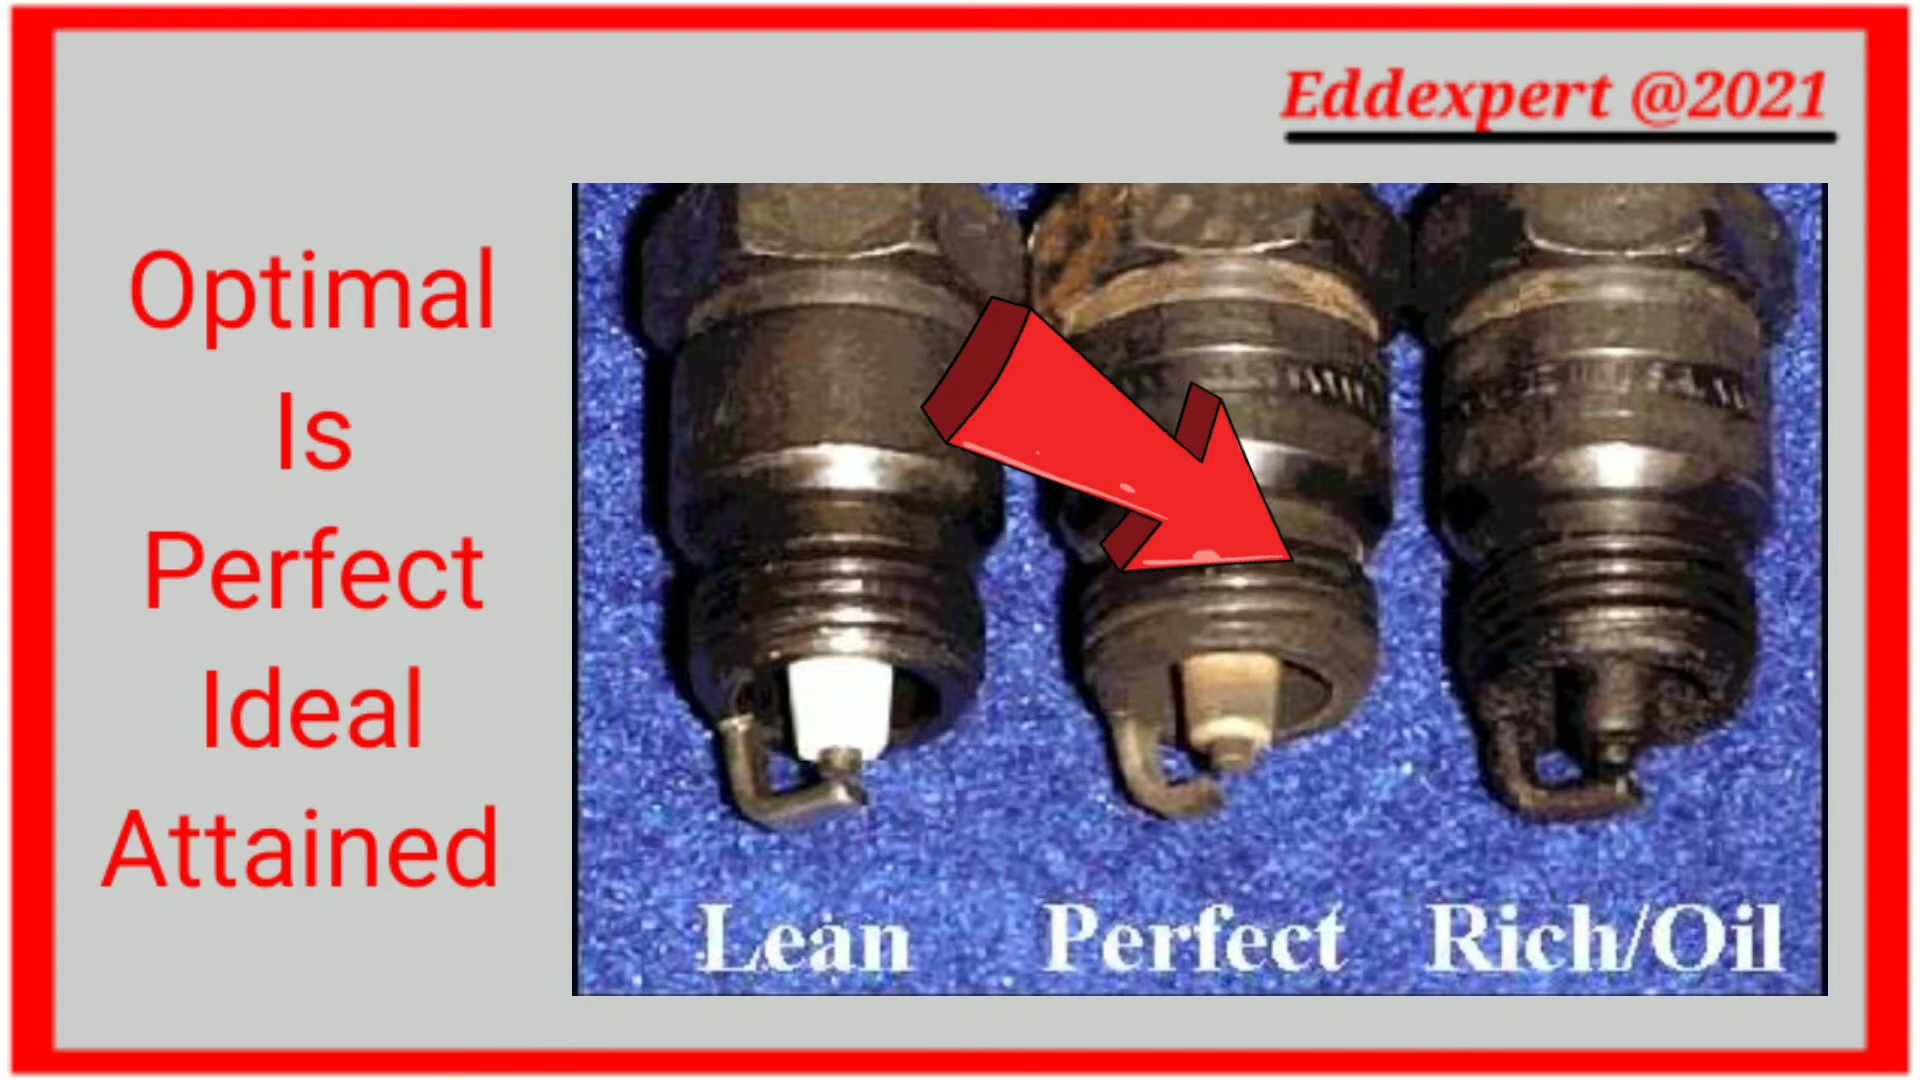 Eddexpert @2021
Optimal
Is
Perfect
Ideal
Attained
Lean Perfect Rich/Oil